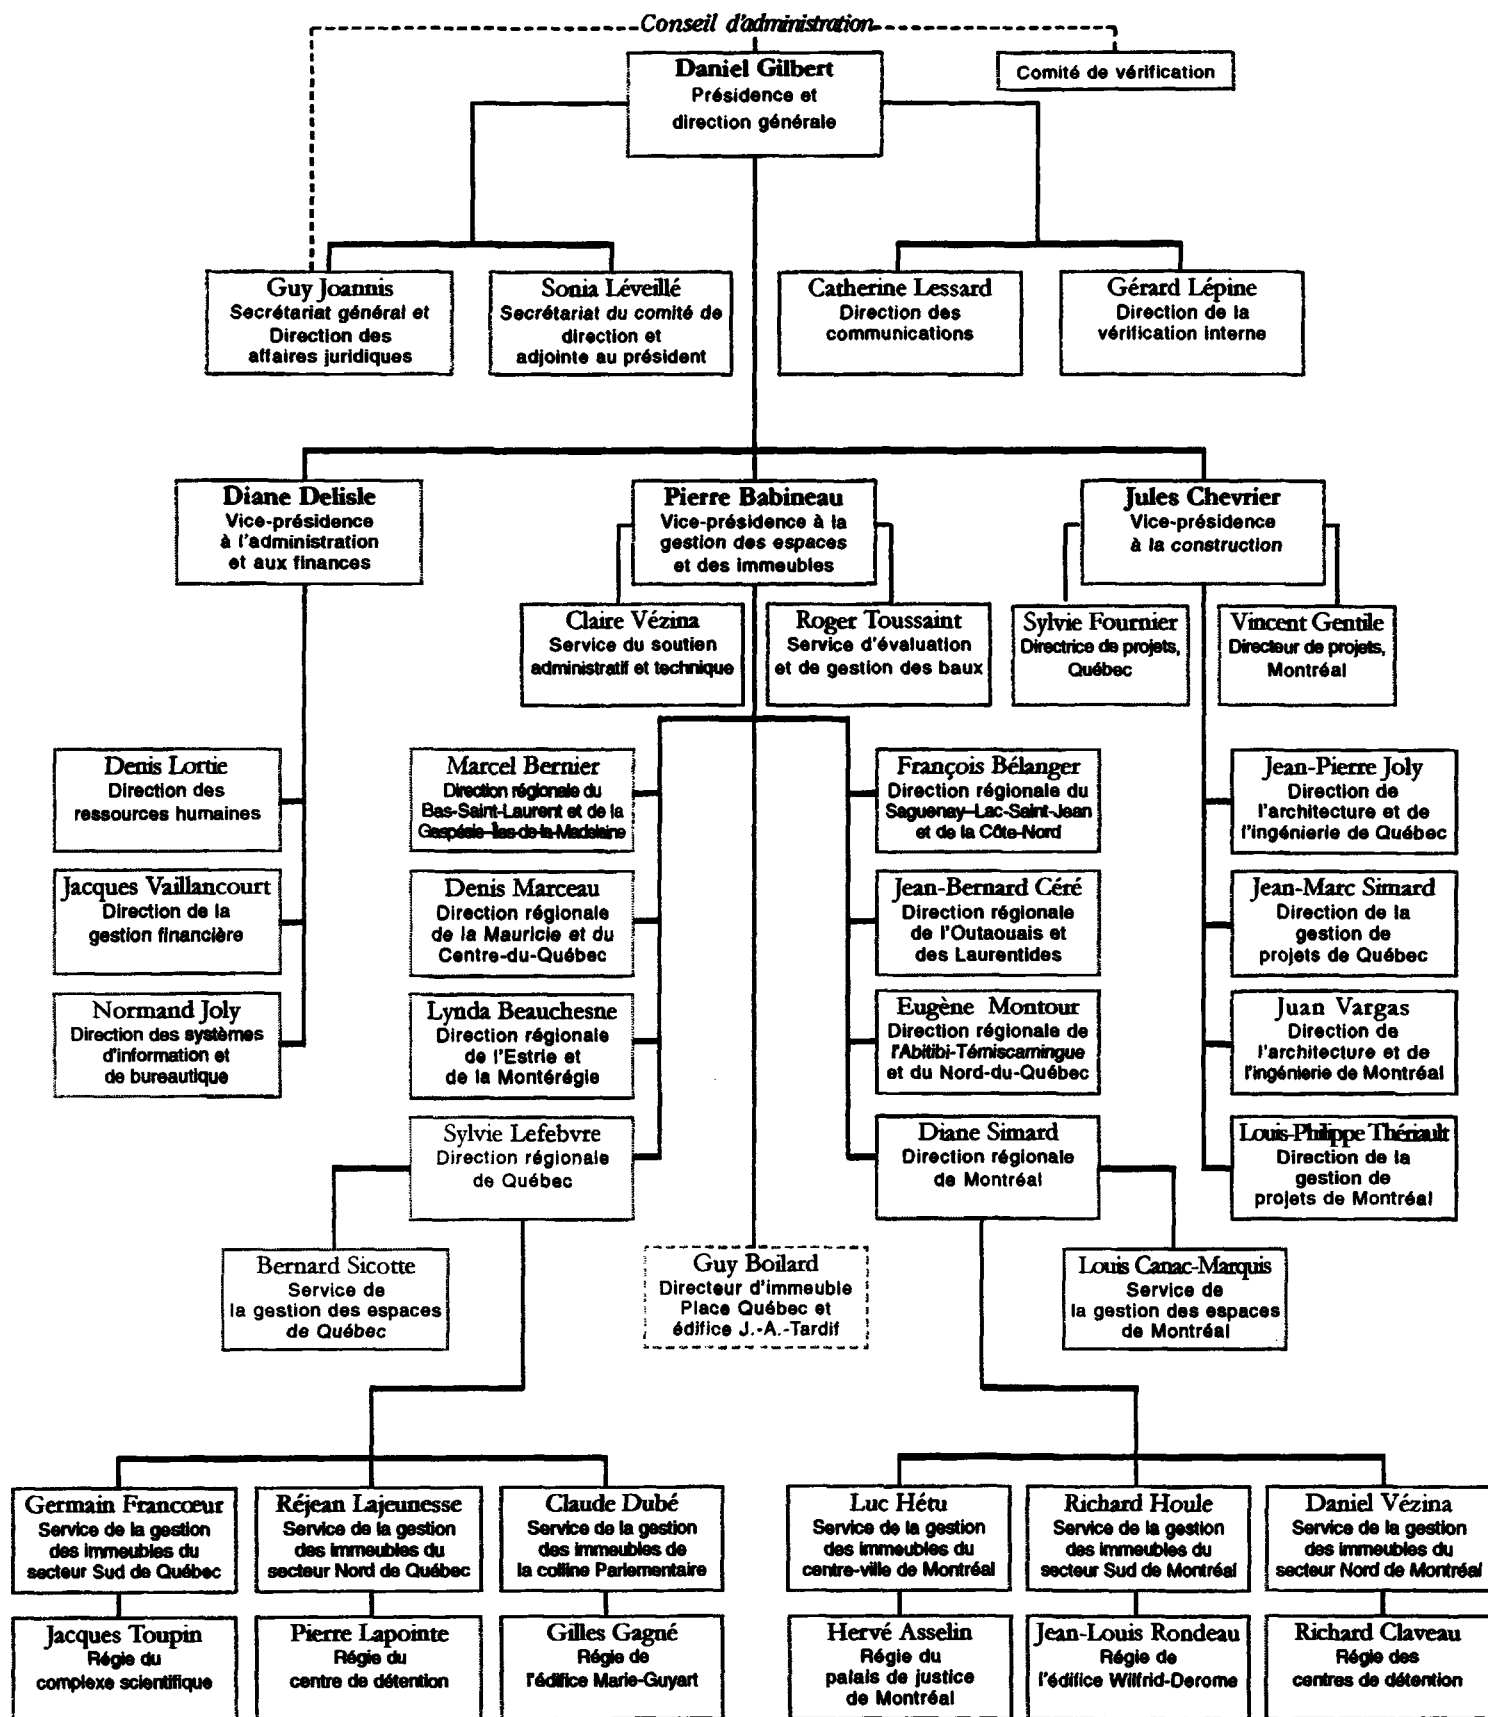 Conseil d'administration
Daniel Gilbert
Présidence et
direction générale
Comité de vérification
Guy Joannis
Secrétariat général et
Direction des
affaires juridiques
Sonia Léveillé
Secrétariat du comité de
direction et
adjointe au président
Catherine Lessard
Direction des
communications
Gérard Lépine
Direction de la
vérification interne
Diane Delisle
Vice-présidence
à l'administration
et aux finances
Pierre Babineau
Vice-présidence à la
gestion des espaces
et des immeubles
Jules Chevrier
Vice-présidence
à la construction
Claire Vézina
Service du soutien
administratif et technique
Roger Toussaint
Service d'évaluation
et de gestion des baux
Sylvie Fournier
Directrice de projets,
Québec
Vincent Gentile
Directeur de projets,
Montréal
Denis Lortie
Direction des
ressources humaines
Marcel Bernier
Direction régionale du
Bas-Saint-Laurent et de la
Gaspésie–Îles-de-la-Madeleine
François Bélanger
Direction régionale du
Saguenay–Lac-Saint-Jean
et de la Côte-Nord
Jean-Pierre Joly
Direction de
l'architecture et de
l'ingénierie de Québec
Jacques Vaillancourt
Direction de la
gestion financière
Denis Marceau
Direction régionale
de la Mauricie et du
Centre-du-Québec
Jean-Bernard Céré
Direction régionale
de l'Outaouais et
des Laurentides
Jean-Marc Simard
Direction de la
gestion de
projets de Québec
Normand Joly
Direction des systèmes
d'information et
de bureautique
Lynda Beauchesne
Direction régionale
de l'Estrie et
de la Montérégie
Eugène Montour
Direction régionale de
l'Abitibi-Témiscamingue
et du Nord-du-Québec
Juan Vargas
Direction de
l'architecture et de
l'ingénierie de Montréal
Sylvie Lefebvre
Direction régionale
de Québec
Diane Simard
Direction régionale
de Montréal
Louis-Philippe Thériault
Direction de la
gestion de
projets de Montréal
Bernard Sicotte
Service de
la gestion des espaces
de Québec
Guy Boilard
Directeur d'immeuble
Place Québec et
édifice J.-A.-Tardif
Louis Canac-Marquis
Service de
la gestion des espaces
de Montréal
Germain Francœur
Service de la gestion
des immeubles du
secteur Sud de Québec
Réjean Lajeunesse
Service de la gestion
des immeubles du
secteur Nord de Québec
Claude Dubé
Service de la gestion
des immeubles de
la colline Parlementaire
Luc Hétu
Service de la gestion
des immeubles du
centre-ville de Montréal
Richard Houle
Service de la gestion
des immeubles du
secteur Sud de Montréal
Daniel Vézina
Service de la gestion
des immeubles du
secteur Nord de Montréal
Jacques Toupin
Régie du
complexe scientifique
Pierre Lapointe
Régie du
centre de détention
Gilles Gagné
Régie de
l'édifice Marie-Guyart
Hervé Asselin
Régie du
palais de justice
de Montréal
Jean-Louis Rondeau
Régie de
l'édifice Wilfrid-Derome
Richard Claveau
Régie des
centres de détention